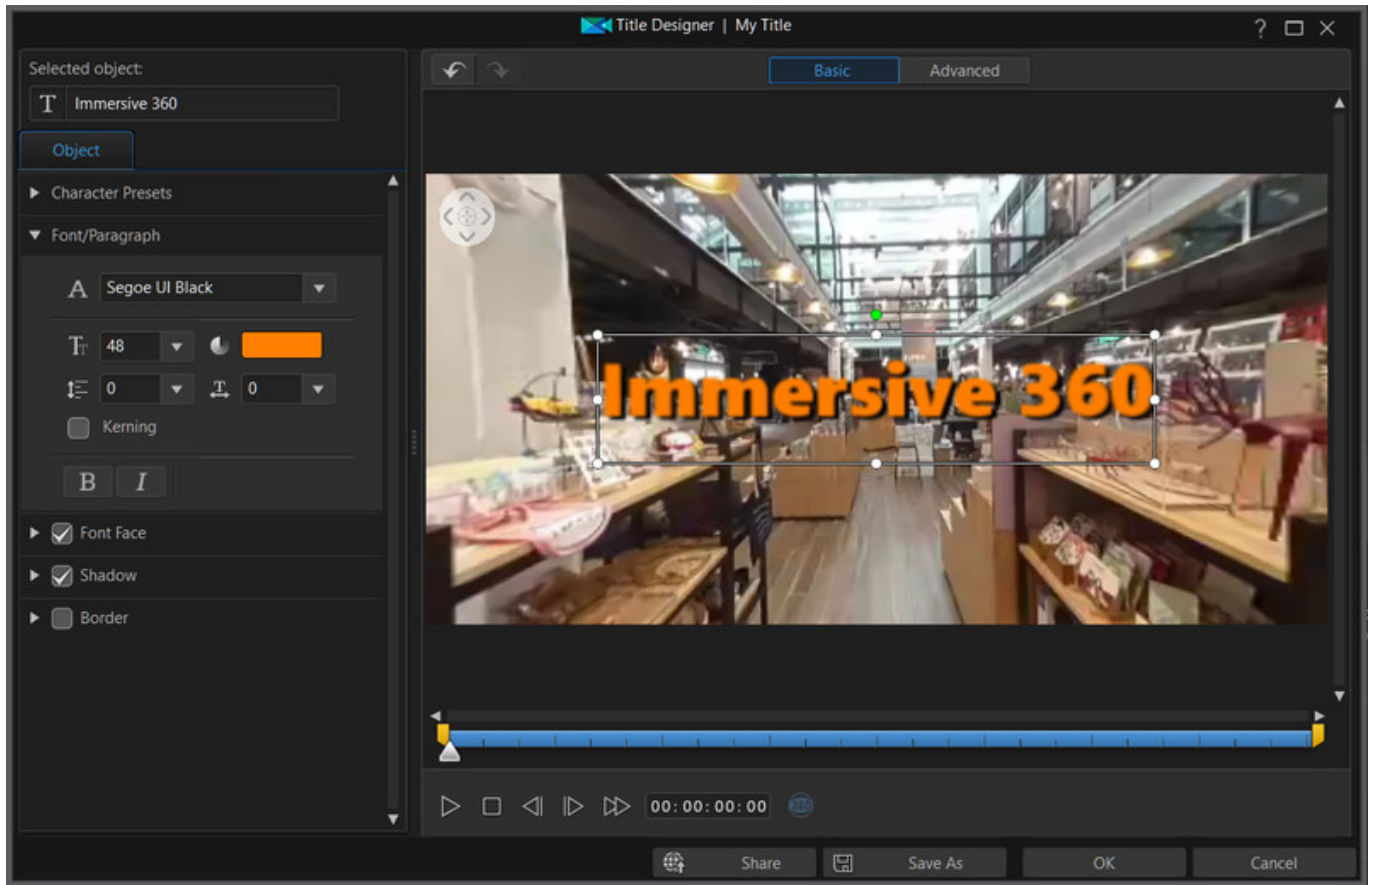 Title Designer | My Title
?
Selected object:
T Immersive 360
Object
Character Presets
Font/Paragraph
A Segoe UI Black
TT 48
0 T 0
Kerning
B I
Font Face
Shadow
Border
Basic Advanced
Immersive 360
00:00:00:00
Share Save As OK Cancel